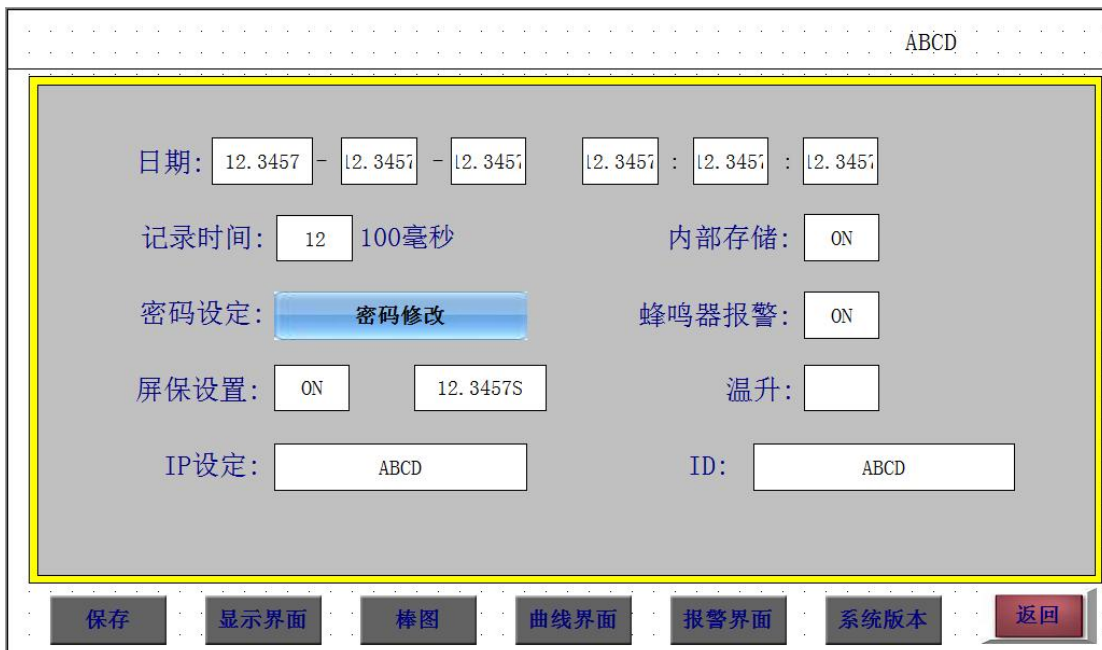 ABCD
日期: 12.3457 - 12.3457 - 12.3457 12.3457 : 12.3457 : 12.3457
记录时间: 12 100毫秒 内部存储: ON
密码设定: 密码修改 蜂鸣器报警: ON
屏保设置: ON 12.3457S 温升:
IP设定: ABCD ID: ABCD
保存 显示界面 棒图 曲线界面 报警界面 系统版本 返回